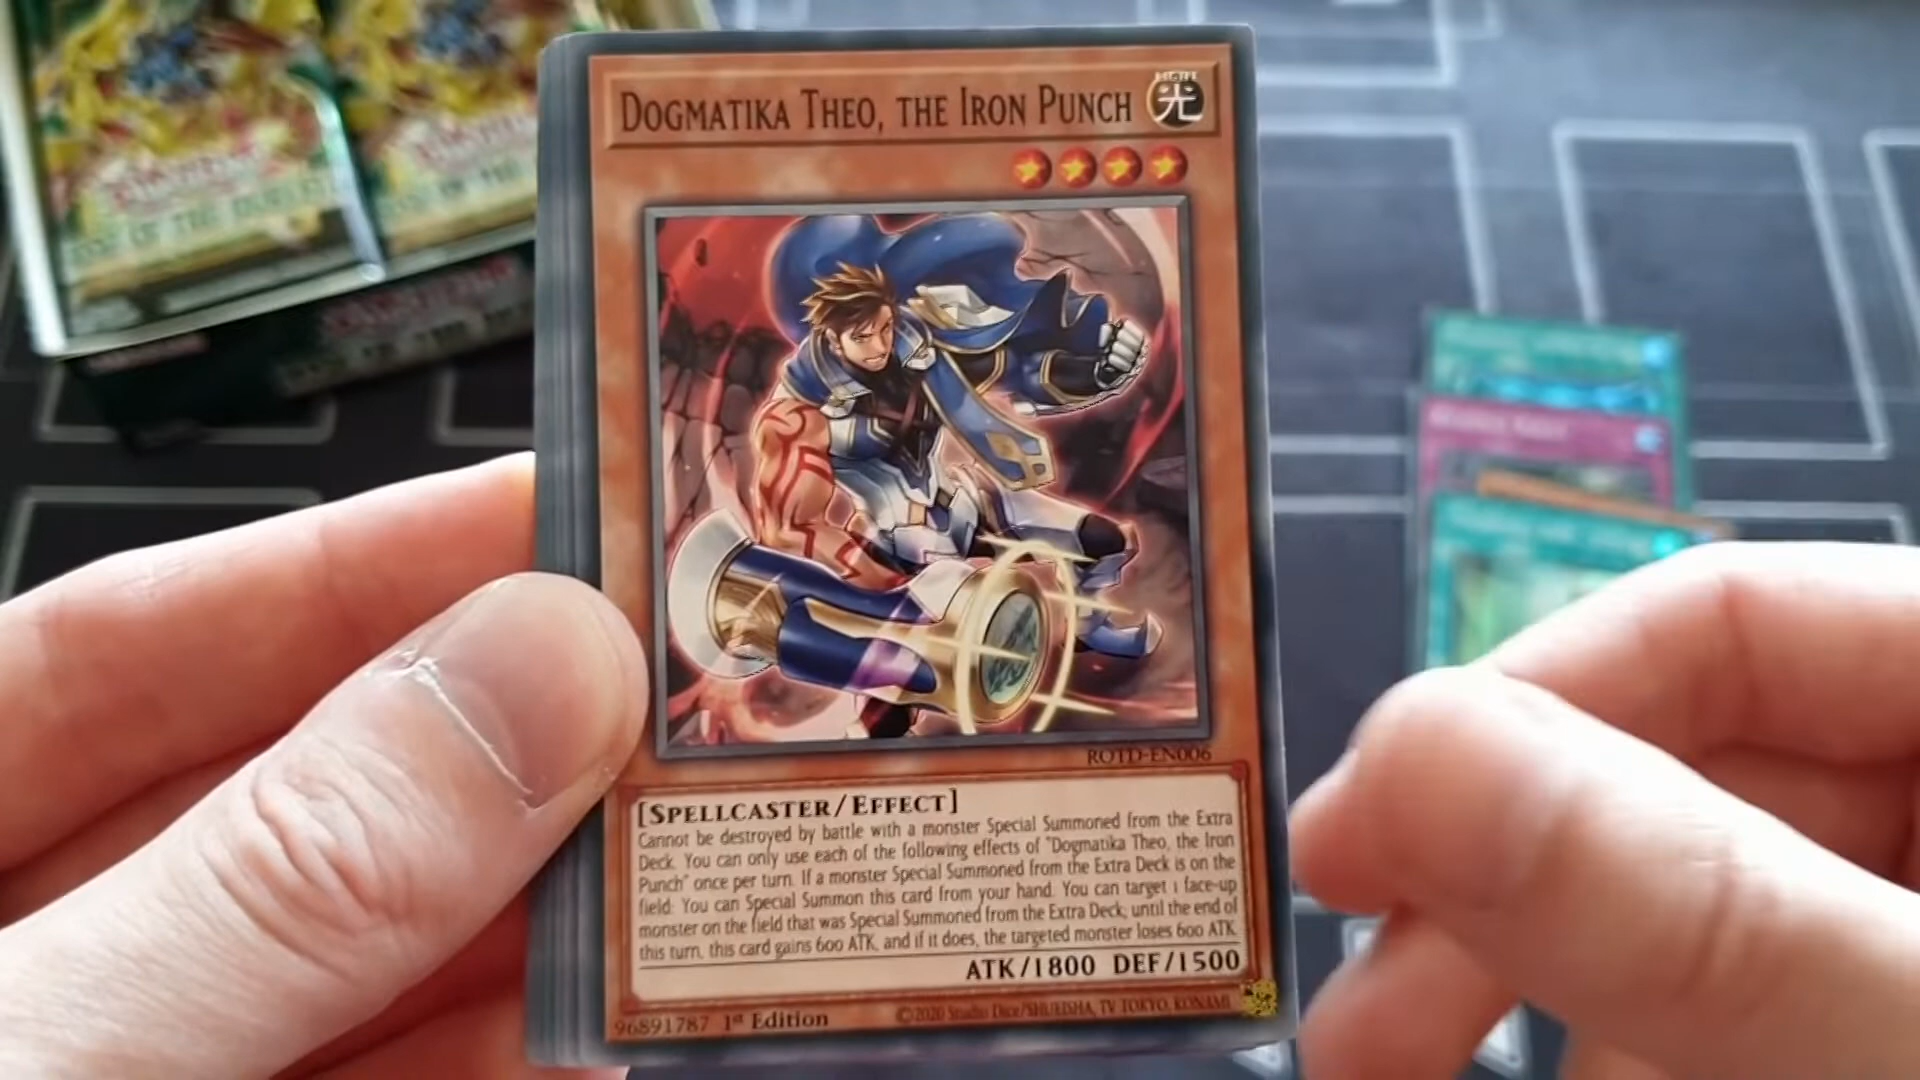 DOGMATIKA THEO, THE IRON PUNCH
LIGHT
光
ROTD-EN006
[SPELLCASTER/EFFECT]
Cannot be destroyed by battle with a monster Special Summoned from the Extra
Deck. You can only use each of the following effects of "Dogmatika Theo, the Iron
Punch" once per turn. If a monster Special Summoned from the Extra Deck is on the
field: You can Special Summon this card from your hand. You can target 1 face-up
monster on the field that was Special Summoned from the Extra Deck; until the end of
this turn, this card gains 600 ATK, and if it does, the targeted monster loses 600 ATK.
ATK/1800 DEF/1500
96891787 1st Edition
©2020 Studio Dice/SHUEISHA, TV TOKYO, KONAMI